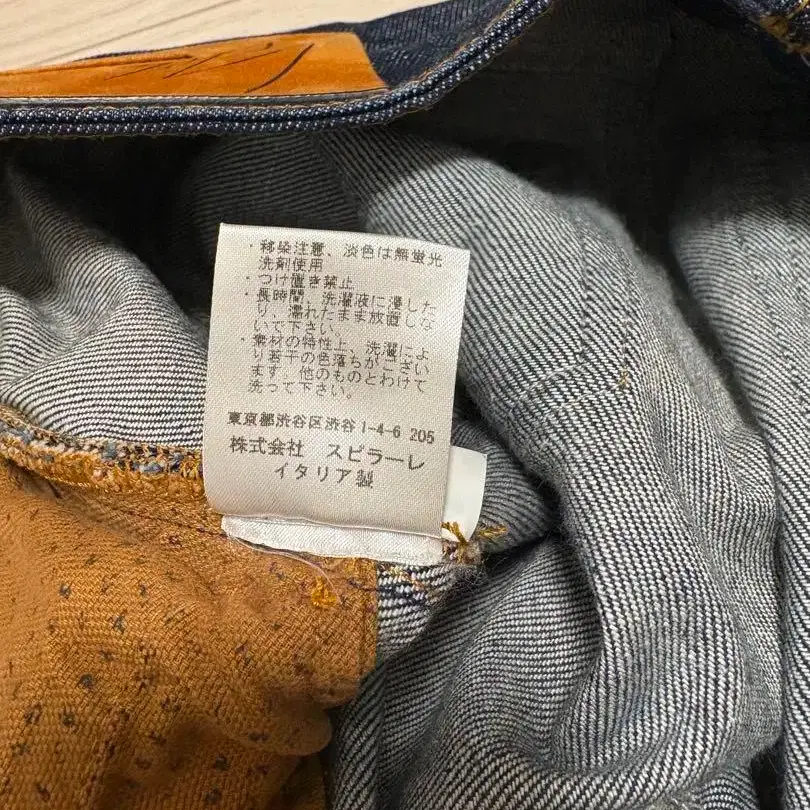 ・移染注意、淡色は無蛍光
洗剤使用
・つけ置き禁止
・長時間、洗濯液に浸した
り、濡れたまま放置しな
いで下さい。
・素材の特性上、洗濯によ
り若干の色落ちがござい
ます。他のものとわけて
洗って下さい。
東京都渋谷区渋谷1-4-6 205
株式会社 スピラーレ
イタリア製